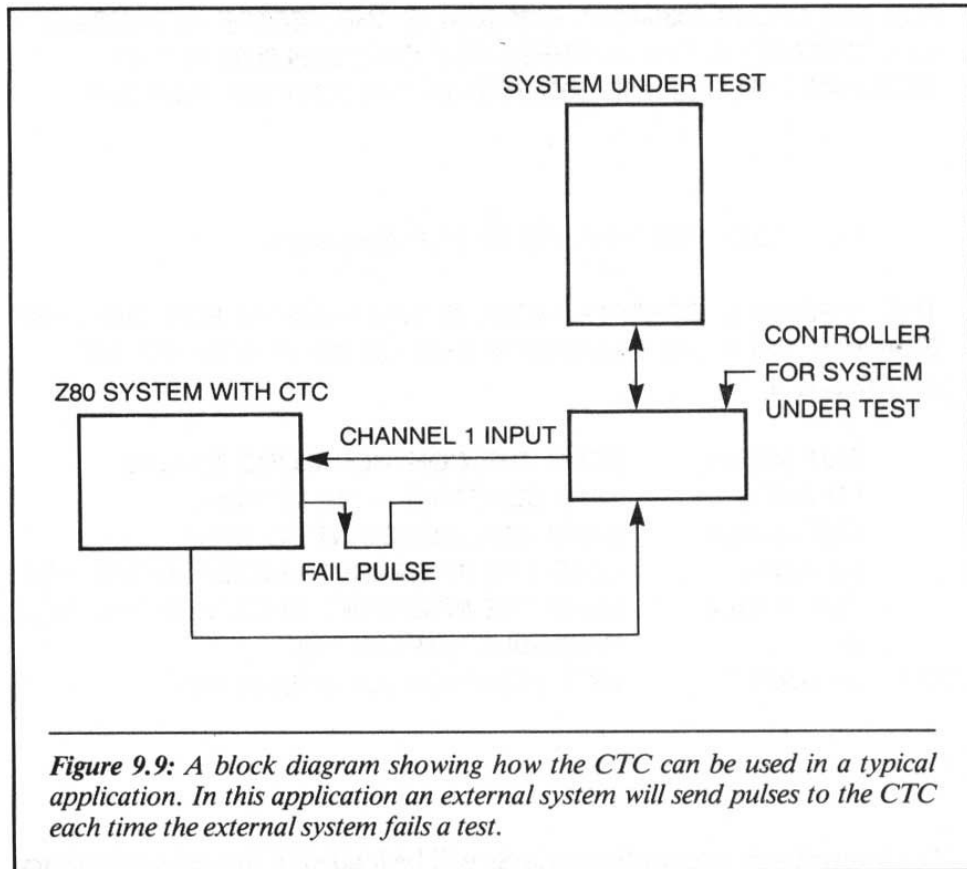 SYSTEM UNDER TEST
CONTROLLER
FOR SYSTEM
UNDER TEST
Z80 SYSTEM WITH CTC
CHANNEL 1 INPUT
FAIL PULSE
Figure 9.9: A block diagram showing how the CTC can be used in a typical
application. In this application an external system will send pulses to the CTC
each time the external system fails a test.